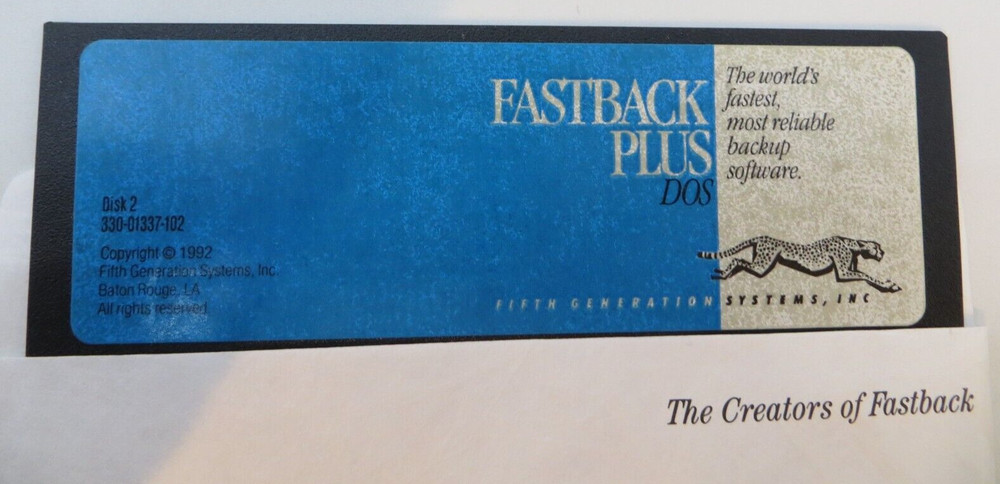 FASTBACK
PLUS
DOS
The world's
fastest,
most reliable
backup
software.
Disk 2
330-01337-102
Copyright © 1992
Fifth Generation Systems, Inc.
Baton Rouge, LA
All rights reserved.
FIFTH GENERATION SYSTEMS, INC
The Creators of Fastback